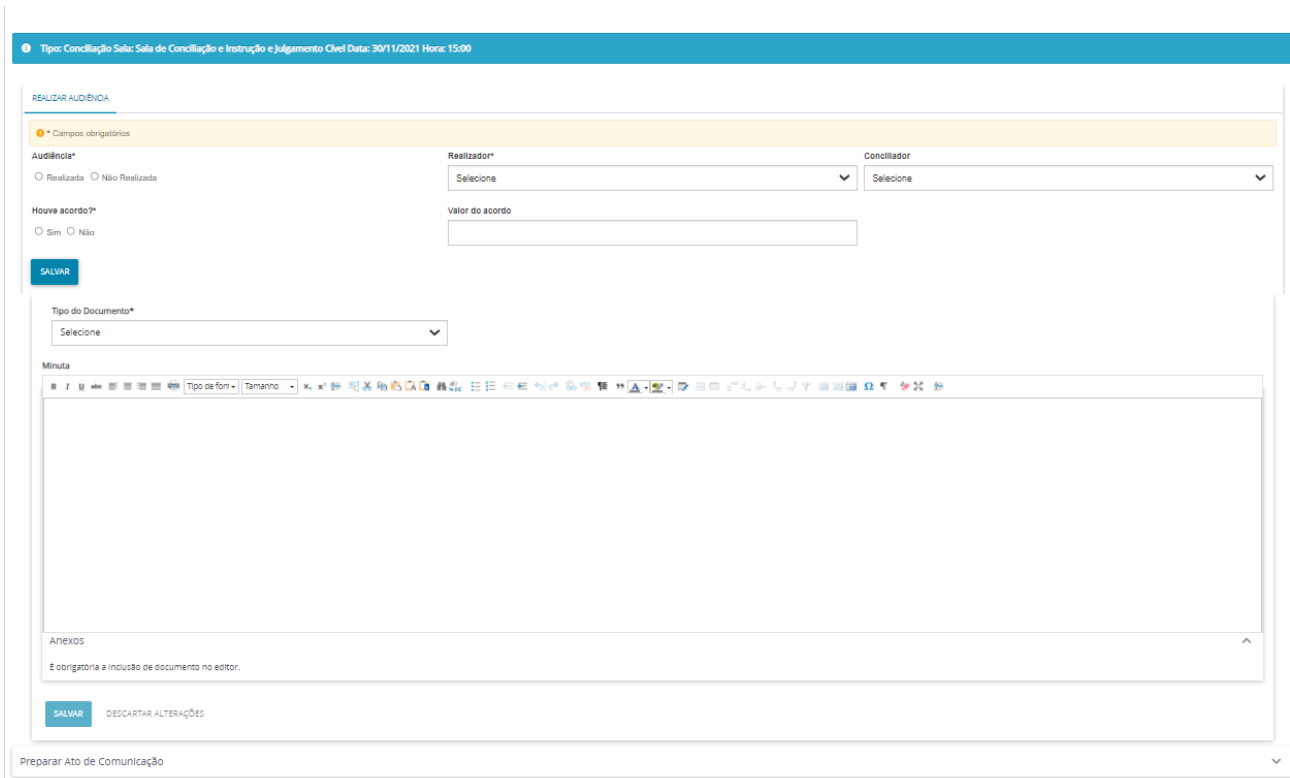 Tipo: Conciliação Sala: Sala de Conciliação e Instrução e Julgamento Cível Data: 30/11/2021 Hora: 15:00
REALIZAR AUDIÊNCIA
* Campos obrigatórios
Audiência* Realizador* Conciliador
Realizada Não Realizada Selecione Selecione
Houve acordo?* Valor do acordo
Sim Não
SALVAR
Tipo do Documento*
Selecione
Minuta
B I U abc Tipo de font Tamanho x₂ x² ¶ " A Ω ¶
Anexos
É obrigatória a inclusão de documento no editor.
SALVAR DESCARTAR ALTERAÇÕES
Preparar Ato de Comunicação